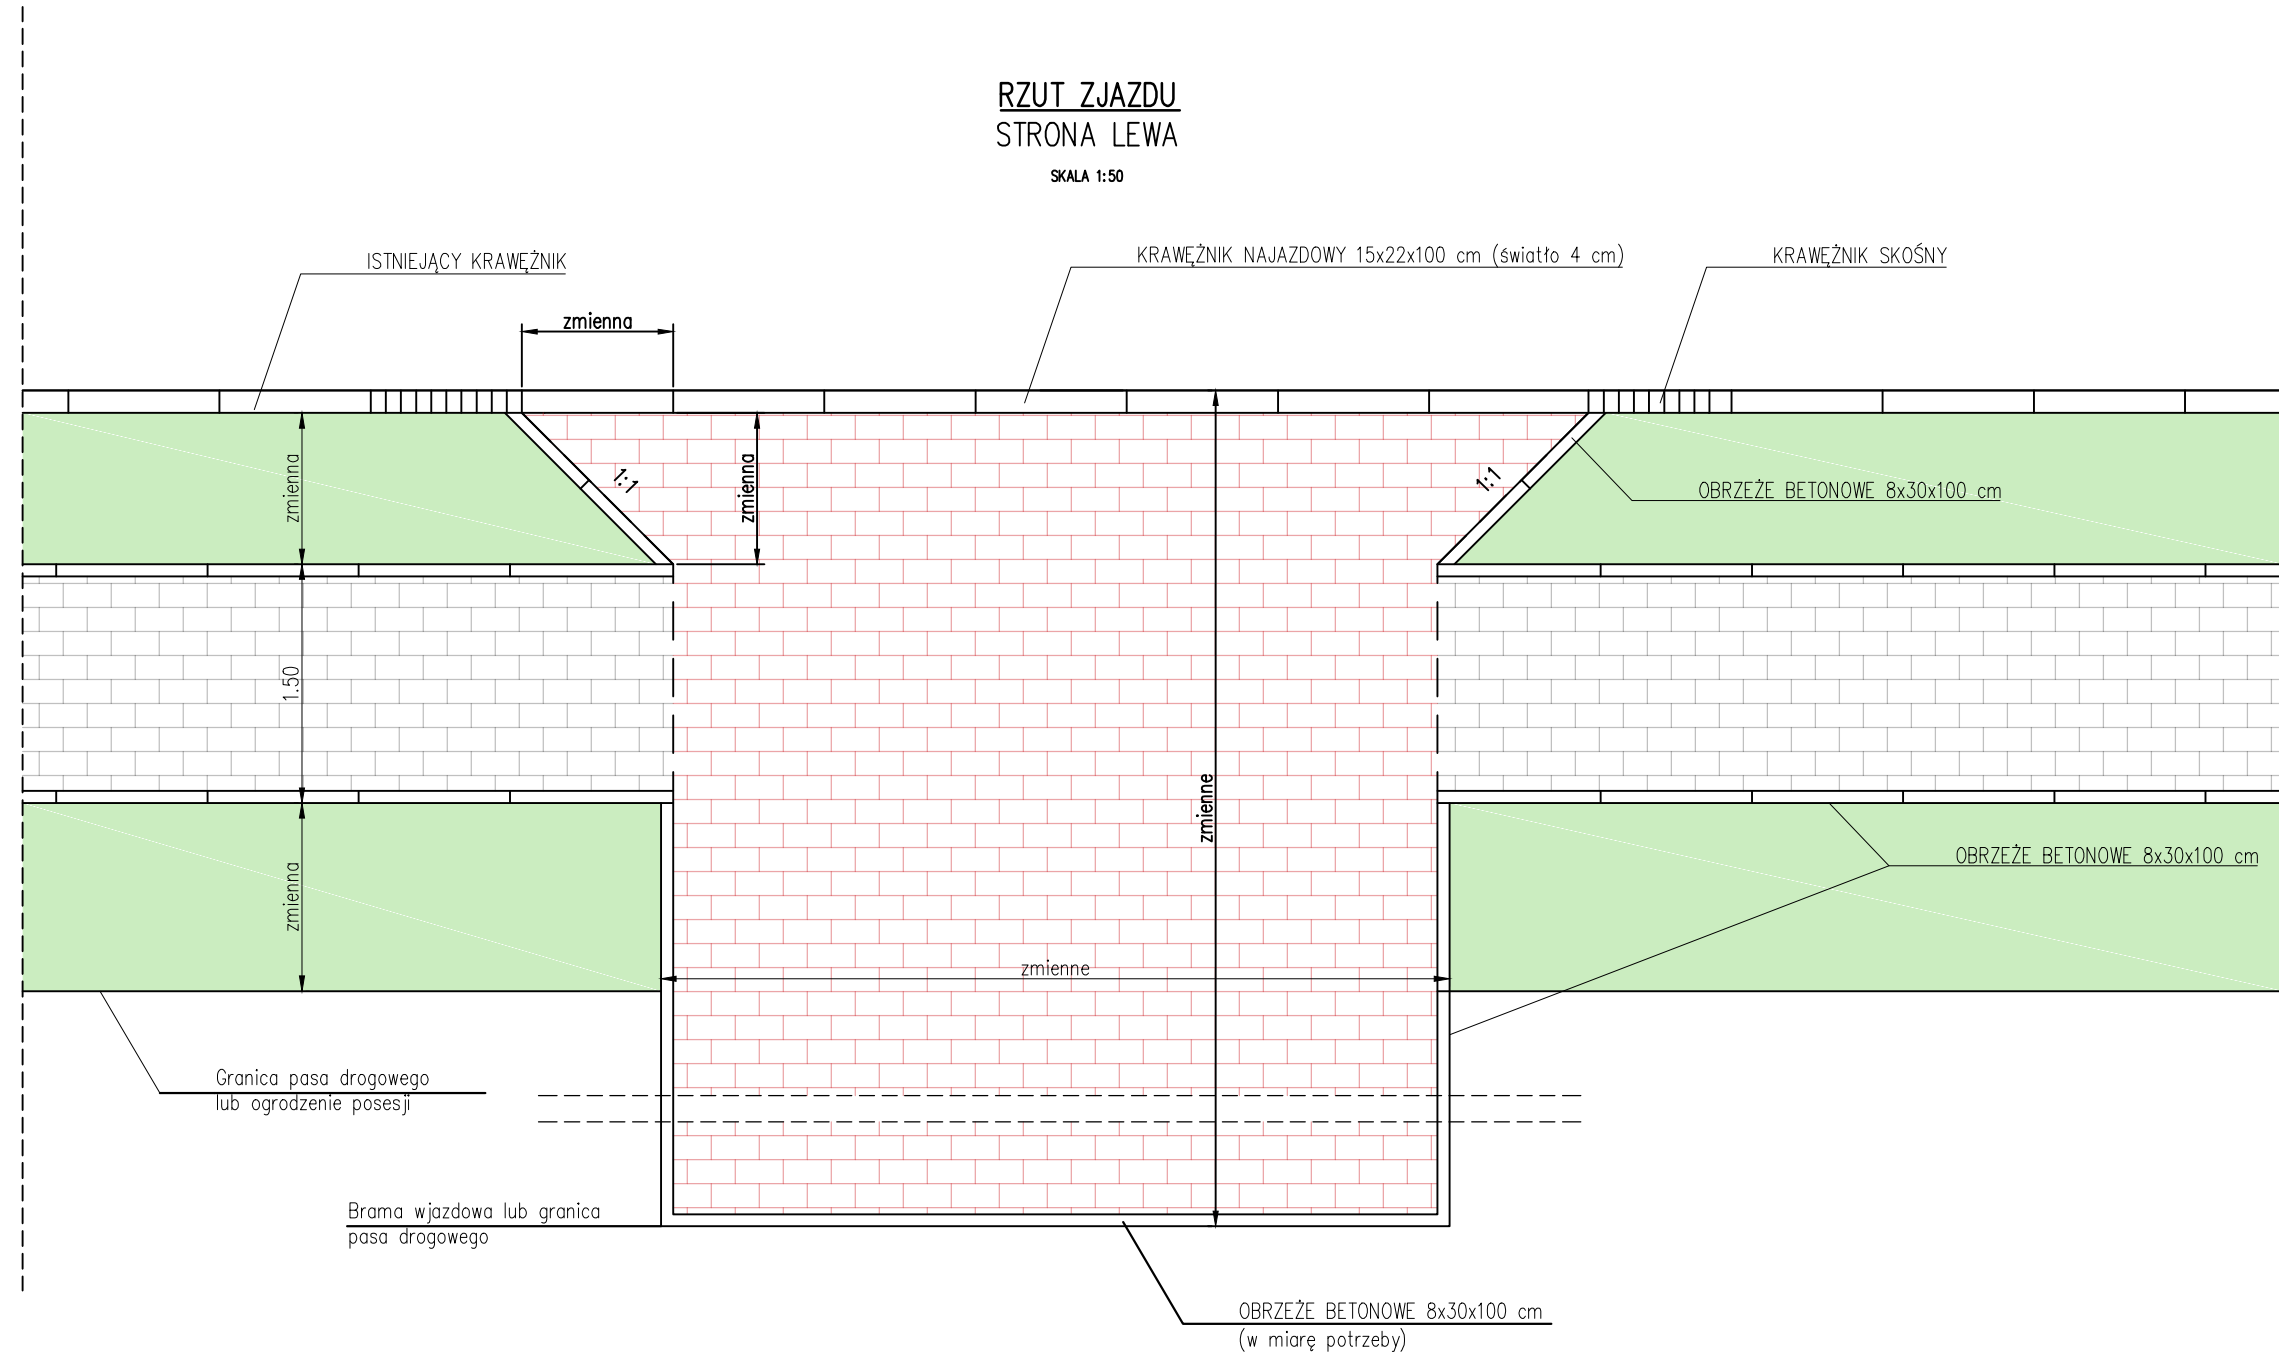 RZUT ZJAZDU
STRONA LEWA
SKALA 1:50
ISTNIEJĄCY KRAWĘŻNIK
KRAWĘŻNIK NAJAZDOWY 15x22x100 cm (światło 4 cm)
KRAWĘŻNIK SKOŚNY
zmienna
zmienna
1:1
zmienna
1:1
OBRZEŻE BETONOWE 8x30x100 cm
1.50
zmienne
zmienna
OBRZEŻE BETONOWE 8x30x100 cm
zmienne
Granica pasa drogowego
lub ogrodzenie posesji
Brama wjazdowa lub granica
pasa drogowego
OBRZEŻE BETONOWE 8x30x100 cm
(w miarę potrzeby)